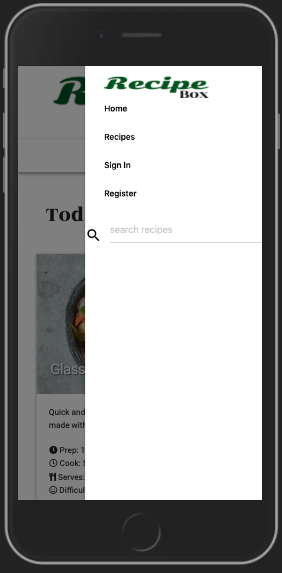 Recipe
Box
Home
Recipes
Sign In
Register
search recipes
Tod
Glass
Quick and
made with
Prep: 1
Cook:
Serves:
Difficul